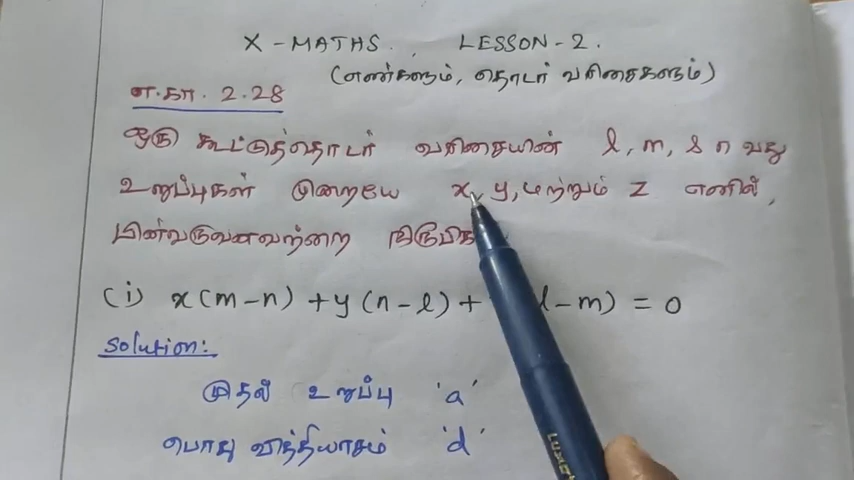 X - MATHS. LESSON - 2.
(எண்களும், தொடர் வரிசைகளும்)
எ.கா. 2.28
ஒரு கூட்டுத்தொடர் வரிசையின் l, m, & n வது
உறுப்புகள் முறையே x, y, மற்றும் z எனில்,
பின்வருவனவற்றை நிரூபிக
(i) x(m-n) + y(n-l) + l-m) = 0
Solution:
முதல் உறுப்பு 'a'
பொது வித்தியாசம் 'd'